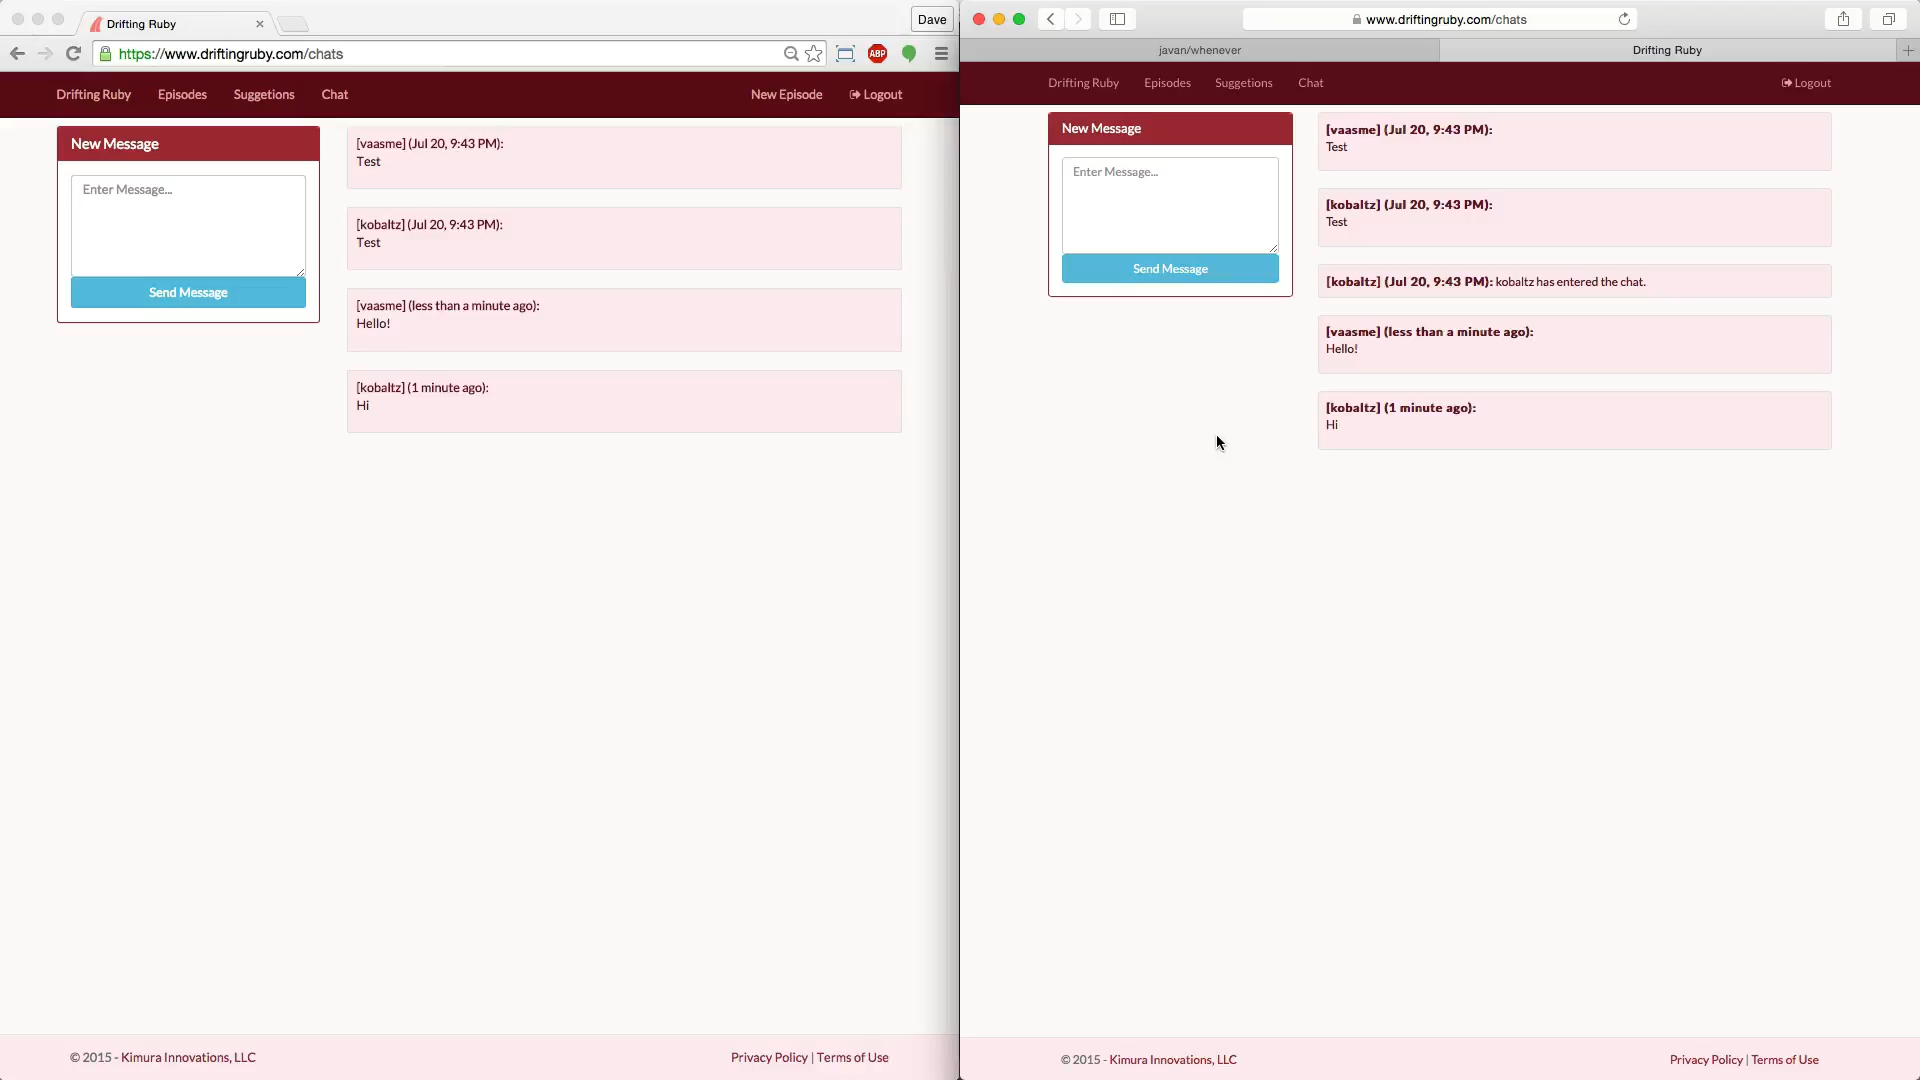 Drifting Ruby
Dave
https://www.driftingruby.com/chats
ABP
Drifting Ruby Episodes Suggetions Chat New Episode Logout
New Message
Enter Message...
Send Message
[vaasme] (Jul 20, 9:43 PM):
Test
[kobaltz] (Jul 20, 9:43 PM):
Test
[vaasme] (less than a minute ago):
Hello!
[kobaltz] (1 minute ago):
Hi
© 2015 - Kimura Innovations, LLC
Privacy Policy | Terms of Use
www.driftingruby.com/chats
javan/whenever
Drifting Ruby
Drifting Ruby Episodes Suggetions Chat Logout
New Message
Enter Message...
Send Message
[vaasme] (Jul 20, 9:43 PM):
Test
[kobaltz] (Jul 20, 9:43 PM):
Test
[kobaltz] (Jul 20, 9:43 PM): kobaltz has entered the chat.
[vaasme] (less than a minute ago):
Hello!
[kobaltz] (1 minute ago):
Hi
© 2015 - Kimura Innovations, LLC
Privacy Policy | Terms of Use